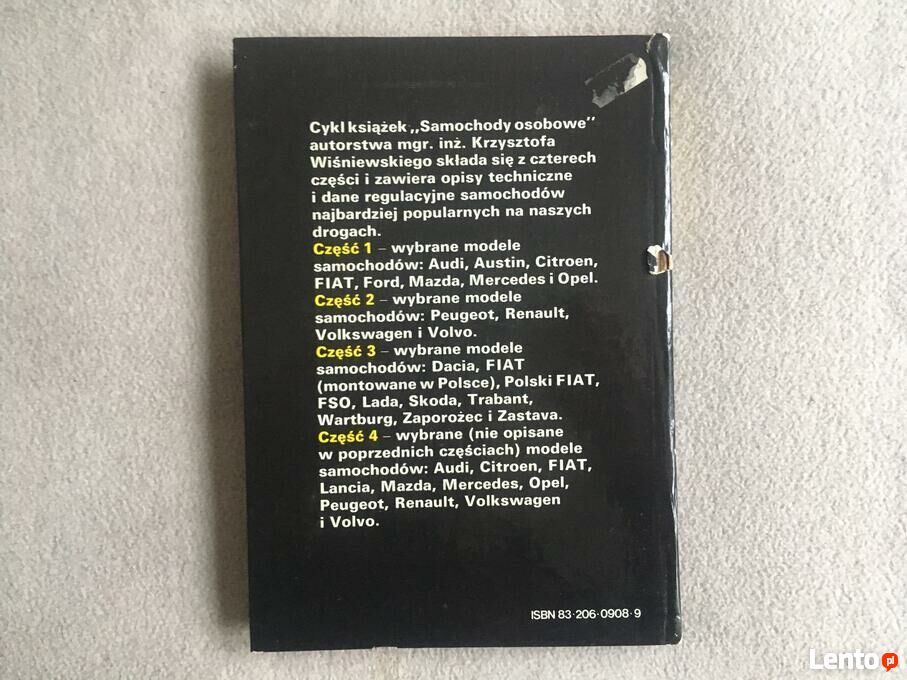 Cykl książek „Samochody osobowe"
autorstwa mgr. inż. Krzysztofa
Wiśniewskiego składa się z czterech
części i zawiera opisy techniczne
i dane regulacyjne samochodów
najbardziej popularnych na naszych
drogach.
Część 1 – wybrane modele
samochodów: Audi, Austin, Citroen,
FIAT, Ford, Mazda, Mercedes i Opel.
Część 2 – wybrane modele
samochodów: Peugeot, Renault,
Volkswagen i Volvo.
Część 3 – wybrane modele
samochodów: Dacia, FIAT
(montowane w Polsce), Polski FIAT,
FSO, Lada, Skoda, Trabant,
Wartburg, Zaporożec i Zastava.
Część 4 – wybrane (nie opisane
w poprzednich częściach) modele
samochodów: Audi, Citroen, FIAT,
Lancia, Mazda, Mercedes, Opel,
Peugeot, Renault, Volkswagen
i Volvo.
ISBN 83·206·0908·9
Lento pl